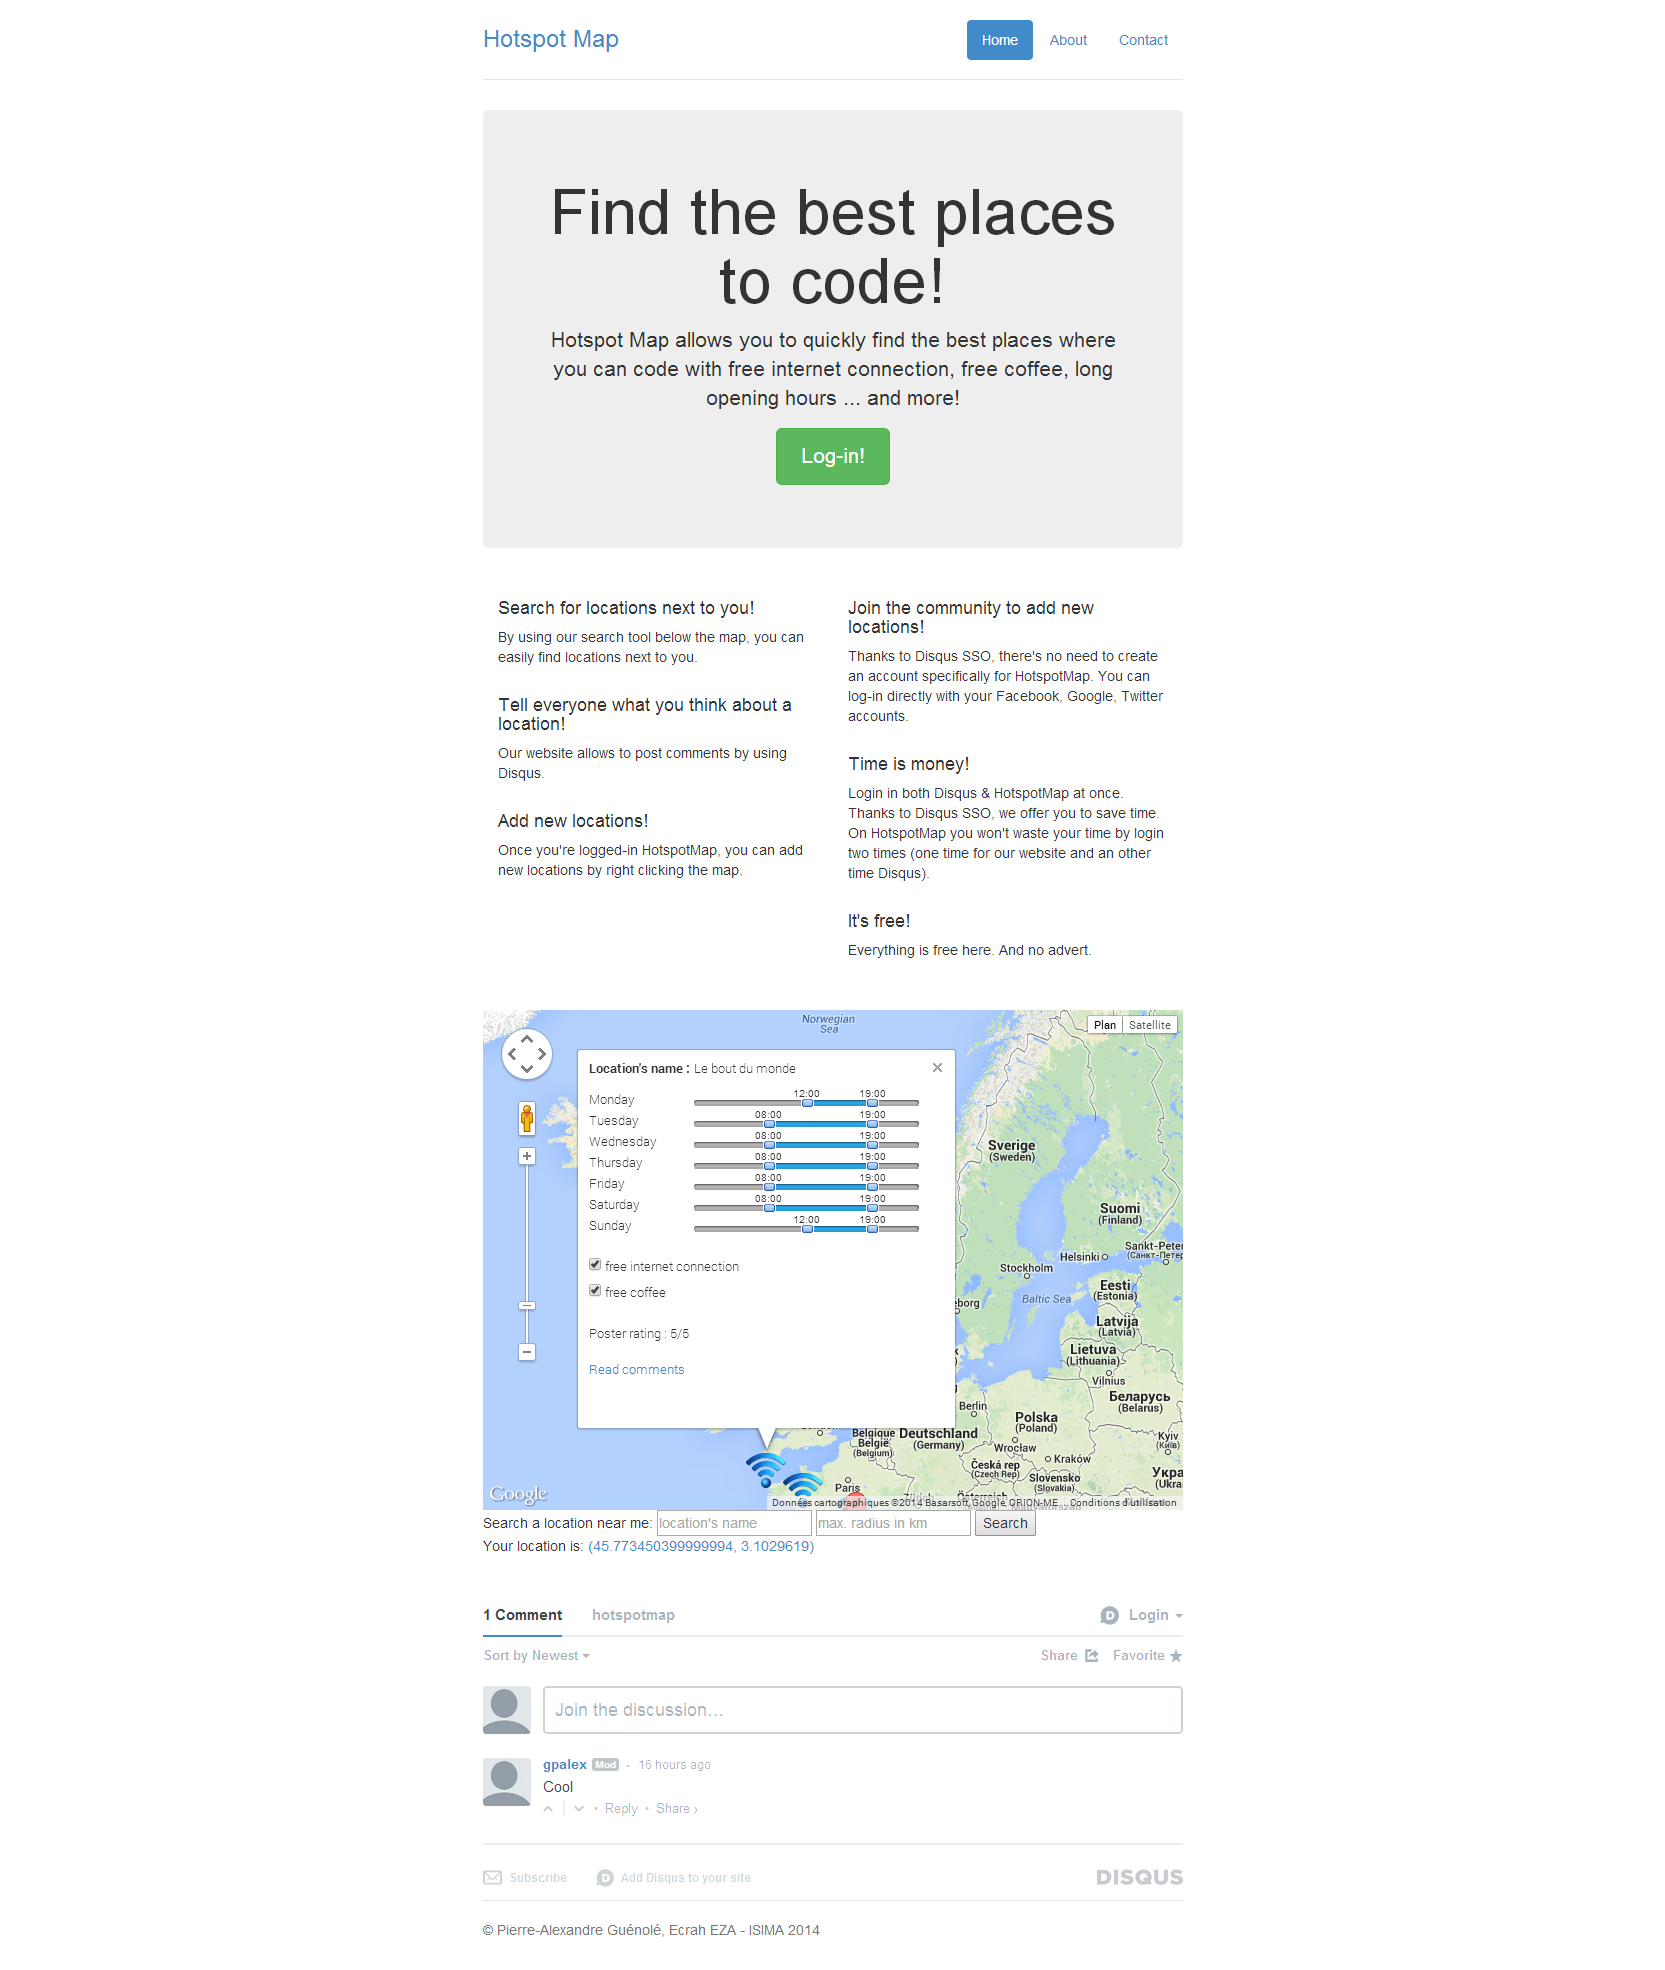 Hotspot Map
Home About Contact
Find the best places
to code!
Hotspot Map allows you to quickly find the best places where
you can code with free internet connection, free coffee, long
opening hours ... and more!
Log-in!
Search for locations next to you!
By using our search tool below the map, you can
easily find locations next to you.
Tell everyone what you think about a
location!
Our website allows to post comments by using
Disqus.
Add new locations!
Once you're logged-in HotspotMap, you can add
new locations by right clicking the map.
Join the community to add new
locations!
Thanks to Disqus SSO, there's no need to create
an account specifically for HotspotMap. You can
log-in directly with your Facebook, Google, Twitter
accounts.
Time is money!
Login in both Disqus & HotspotMap at once.
Thanks to Disqus SSO, we offer you to save time.
On HotspotMap you won't waste your time by login
two times (one time for our website and an other
time Disqus).
It's free!
Everything is free here. And no advert.
Norwegian
Sea
Plan Satellite
Location's name : Le bout du monde
12:00 19:00
Monday
08:00 19:00
Tuesday
08:00 19:00
Wednesday
08:00 19:00
Thursday
08:00 19:00
Friday
08:00 19:00
Saturday
12:00 19:00
Sunday
free internet connection
free coffee
Poster rating : 5/5
Read comments
Sverige
(Sweden)
Suomi
(Finland)
Helsinki
Sankt-Peter
(Санкт-Петер
Stockholm
Eesti
(Estonia)
Baltic Sea
eborg
Latvija
(Latvia)
Lietuva
(Lithuania)
Vilnius
Беларусь
(Belarus)
Berlin
Polska
(Poland)
Belgique
België
(Belgium)
Deutschland
(Germany)
Wrocław
Kyiv
(Київ)
Česká rep
(Czech Rep)
Kraków
Slovensko
(Slovakia)
Укра
(Ukra
Paris
Google
Données cartographiques ©2014 Basarsoft, Google, ORION-ME Conditions d'utilisation
Search a location near me: location's name max. radius in km Search
Your location is: (45.773450399999994, 3.1029619)
1 Comment hotspotmap Login
Sort by Newest Share Favorite
Join the discussion...
gpalex Mod · 16 hours ago
Cool
• Reply • Share ›
Subscribe Add Disqus to your site DISQUS
© Pierre-Alexandre Guénolé, Ecrah EZA - ISIMA 2014